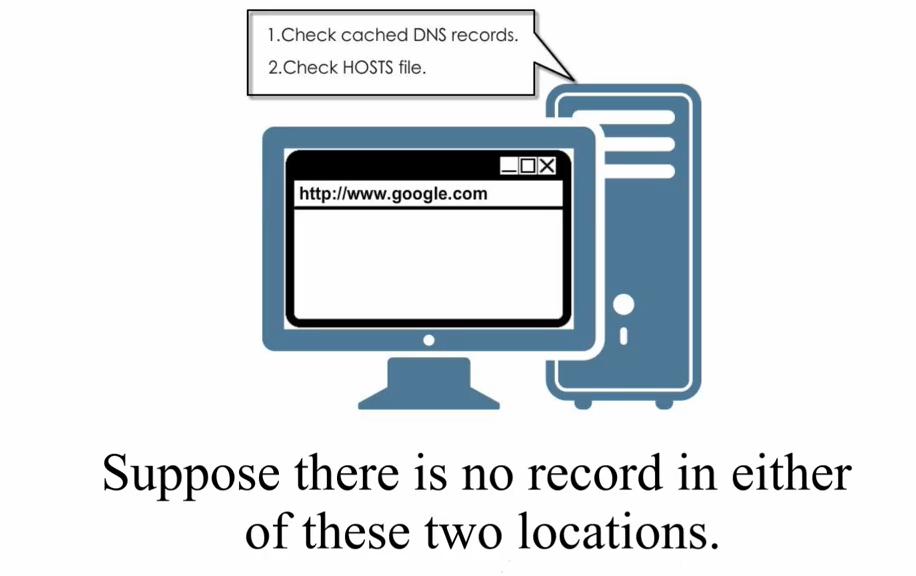 1.Check cached DNS records.
2.Check HOSTS file.
http://www.google.com
Suppose there is no record in either
of these two locations.